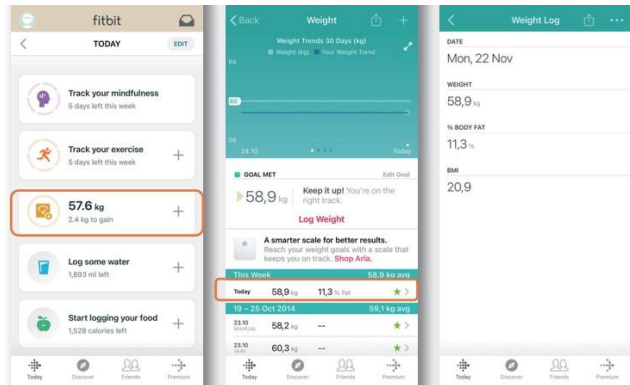 fitbit
TODAY
EDIT
Track your mindfulness
5 days left this week
Track your exercise
5 days left this week
+
57.6 kg
2.4 kg to gain
+
Log some water
1,893 ml left
+
Start logging your food
1,528 calories left
+
Today
Discover
Friends
Premium
Back
Weight
+
Weight Trends 30 Days (kg)
Weight (kg)
Your Weight Trend
64
60
56
24.10
Today
GOAL MET
Edit Goal
58,9 kg
Keep it up! You're on the
right track.
Log Weight
A smarter scale for better results.
Reach your weight goals with a scale that
keeps you on track. Shop Aria.
This Week
58,9 kg avg
Today
58,9 kg
11,3 % Fat
19 – 25 Oct 2014
59,1 kg avg
23.10
58,2 kg
--
23.10
60,3 kg
--
Today
Discover
Friends
Premium
Weight Log
DATE
Mon, 22 Nov
WEIGHT
58,9 kg
% BODY FAT
11,3 %
BMI
20,9
Today
Discover
Friends
Premium